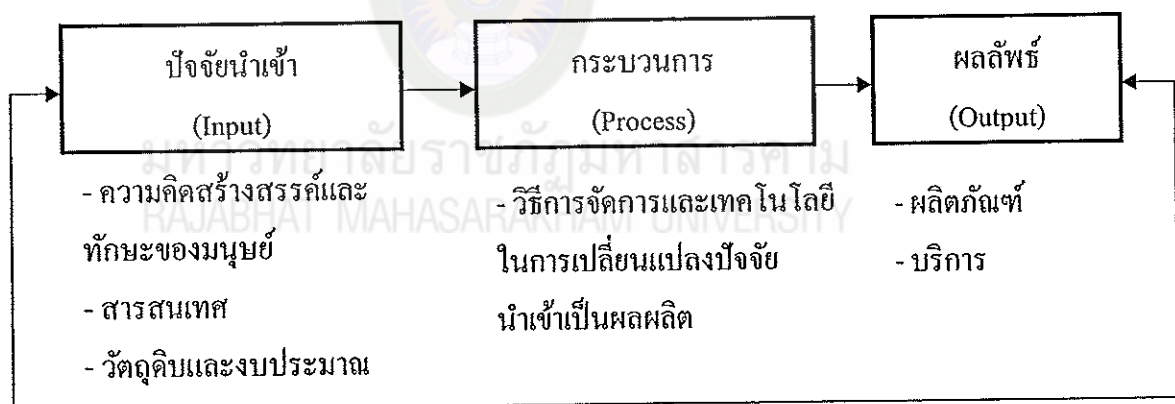 ปัจจัยนำเข้า
(Input)
- ความคิดสร้างสรรค์และ
ทักษะของมนุษย์
- สารสนเทศ
- วัตถุดิบและงบประมาณ
กระบวนการ
(Process)
- วิธีการจัดการและเทคโนโลยี
ในการเปลี่ยนแปลงปัจจัย
นำเข้าเป็นผลผลิต
ผลลัพธ์
(Output)
- ผลิตภัณฑ์
- บริการ
มหาวิทยาลัยราชภัฏมหาสารคาม
RAJABHAT MAHASARAKHAM UNIVERSITY